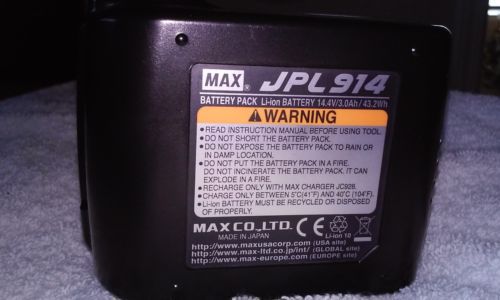 MAX® JPL914
BATTERY PACK Li-ion BATTERY 14.4V/3.0Ah/43.2Wh
WARNING
• READ INSTRUCTION MANUAL BEFORE USING TOOL.
• DO NOT SHORT THE BATTERY PACK.
• DO NOT EXPOSE THE BATTERY PACK TO RAIN OR
IN DAMP LOCATION.
• DO NOT PUT THE BATTERY PACK IN A FIRE.
DO NOT INCINERATE THE BATTERY PACK. IT CAN
EXPLODE IN A FIRE.
• RECHARGE ONLY WITH MAX CHARGER JC928.
• CHARGE ONLY BETWEEN 5℃(41°F) AND 40℃(104°F).
• Li-ion BATTERY MUST BE RECYCLED OR DISPOSED
OF PROPERLY.
MAX CO.,LTD.
MADE IN JAPAN
CE
Li-ion 10
http://www.maxusacorp.com (USA site)
http://www.max-ltd.co.jp/int/ (GLOBAL site)
http://www.max-europe.com (EUROPE site)